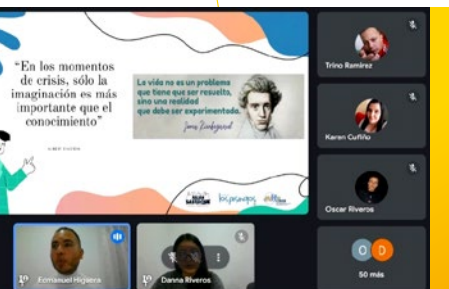 “En los momentos
de crisis, sólo la
imaginación es más
importante que el
conocimiento”
La vida no es un problema
que tiene que ser resuelto,
sino una realidad
que debe ser experimentada.
Trino Ramírez
Karen Cufiño
Oscar Riveros
O
D
50 más
Emmanuel Higuera
Danna Riveros